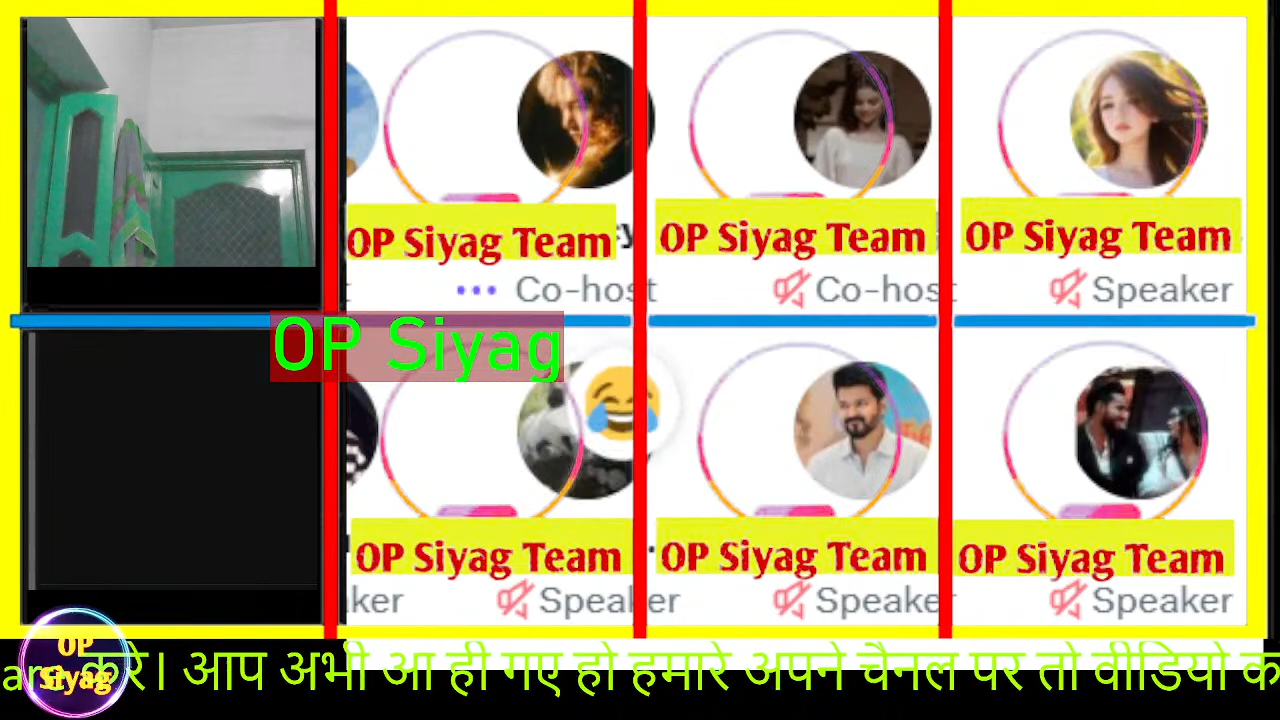 OP Siyag Team
OP Siyag Team
OP Siyag Team
Co-host
Co-host
Speaker
OP Siyag
OP Siyag Team
OP Siyag Team
OP Siyag Team
ker
Speaker
Speaker
Speaker
OP
Siyag
करे। आप अभी आ ही गए हो हमारे अपने चैनल पर तो वीडियो क